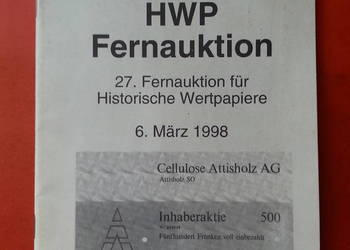 HWP
Fernauktion
27. Fernauktion für
Historische Wertpapiere
6. März 1998
Cellulose Attisholz AG
Attisholz SO
Inhaberaktie 500
Fünfhundert Franken voll einbezahlt